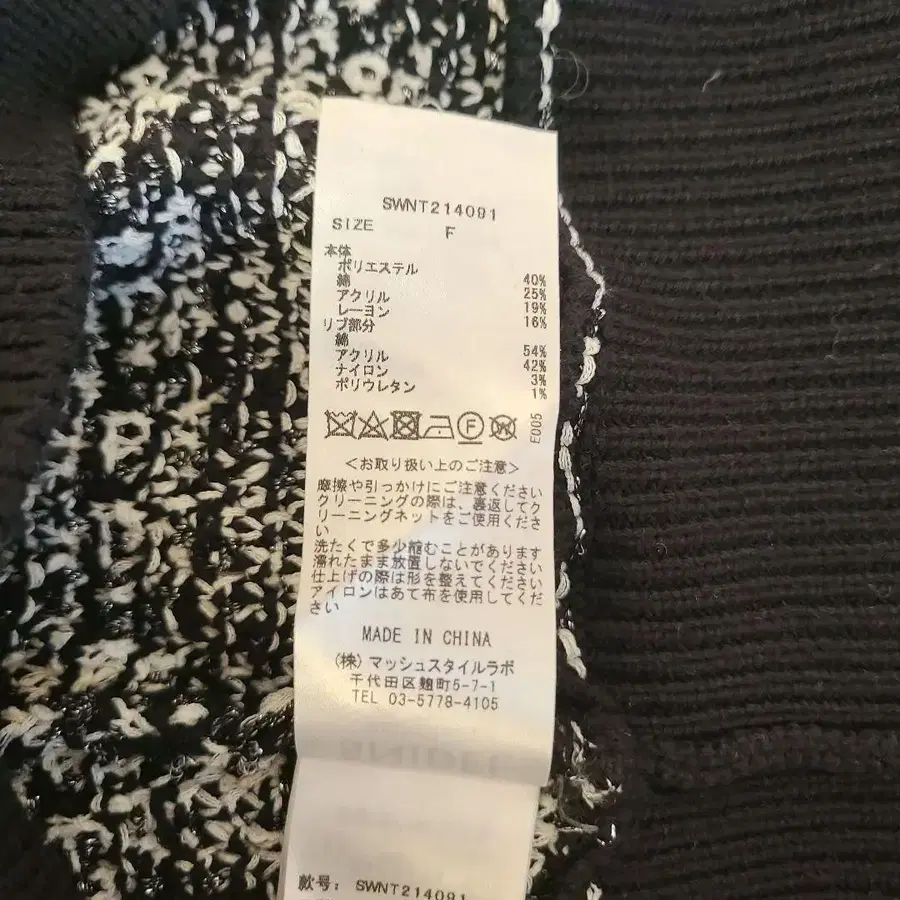 SWNT214091
SIZE F
本体
ポリエステル 40%
綿 25%
アクリル 19%
レーヨン 16%
リブ部分
綿 54%
アクリル 42%
ナイロン 3%
ポリウレタン 1%
F W
E005
＜お取り扱い上のご注意＞
摩擦や引っかけにご注意ください
クリーニングの際は、裏返してク
リーニングネットをご使用くださ
い
洗たくで多少縮むことがあります
濡れたまま放置しないでください
仕上げの際は形を整えてください
アイロンはあて布を使用してくだ
さい
MADE IN CHINA
(株) マッシュスタイルラボ
千代田区麹町5-7-1
TEL 03-5778-4105
款号: SWNT214091